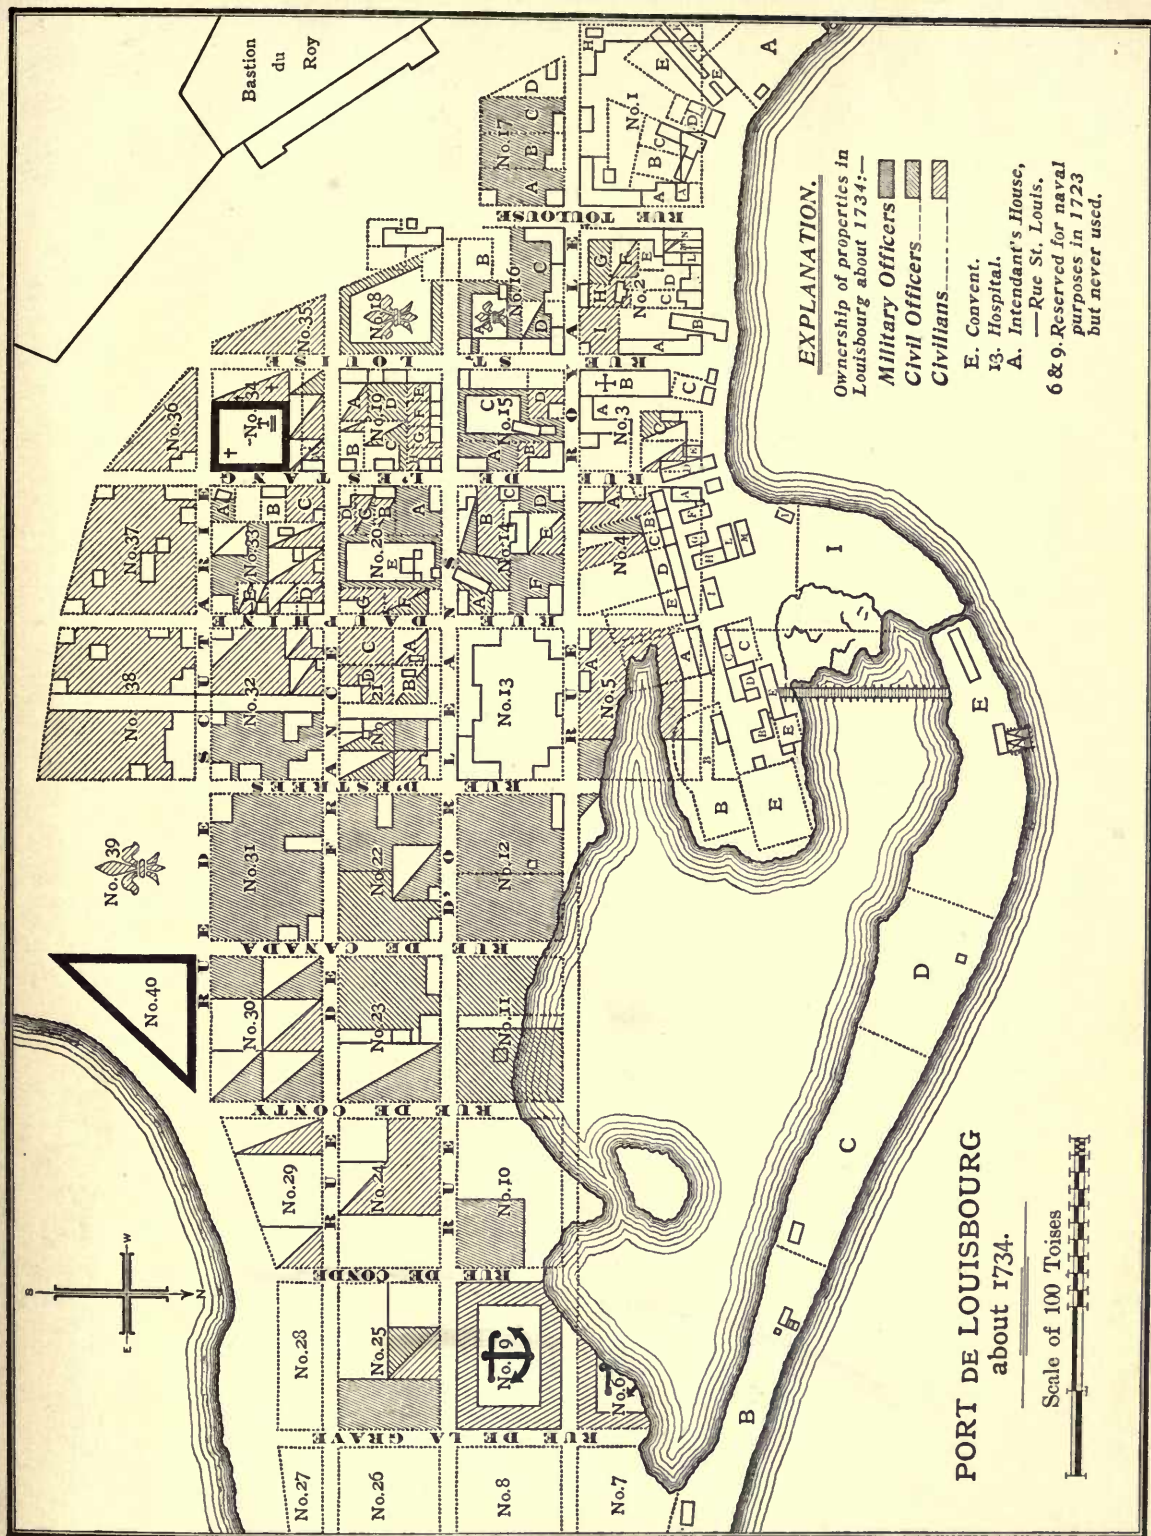 Bastion
du
Roy
EXPLANATION.
Ownership of properties in
Louisbourg about 1734:—
Military Officers
Civil Officers
Civilians
E. Convent.
13. Hospital.
A. Intendant's House,
—Rue St. Louis.
6 & 9. Reserved for naval
purposes in 1723
but never used.
PORT DE LOUISBOURG
about 1734.
Scale of 100 Toises
S
E
W
N
RUE TOULOUSE
RUE ST. LOUISE
RUE DE L'ESTANG
RUE DAUPHINE
RUE D'ESTREES
RUE DE CANADA
RUE DE CONTY
RUE DE CONDE
RUE DE LA GRAVE
RUE DE SCUTARIE
RUE DE FRANCE
RUE D'ORLEANS
RUE ROYALLE
No.1
No.2
No.3
No.4
No.5
No.6
No.7
No.8
No.9
No.10
No.11
No.12
No.13
No.14
No.15
No.16
No.17
No.18
No.19
No.20
No. 21
No.22
No.23
No.24
No.25
No.26
No.27
No.28
No.29
No.30
No.31
No.32
No.33
No.34
No.35
No.36
No.37
No. 38
No. 39
No.40
A
B
C
D
E
I